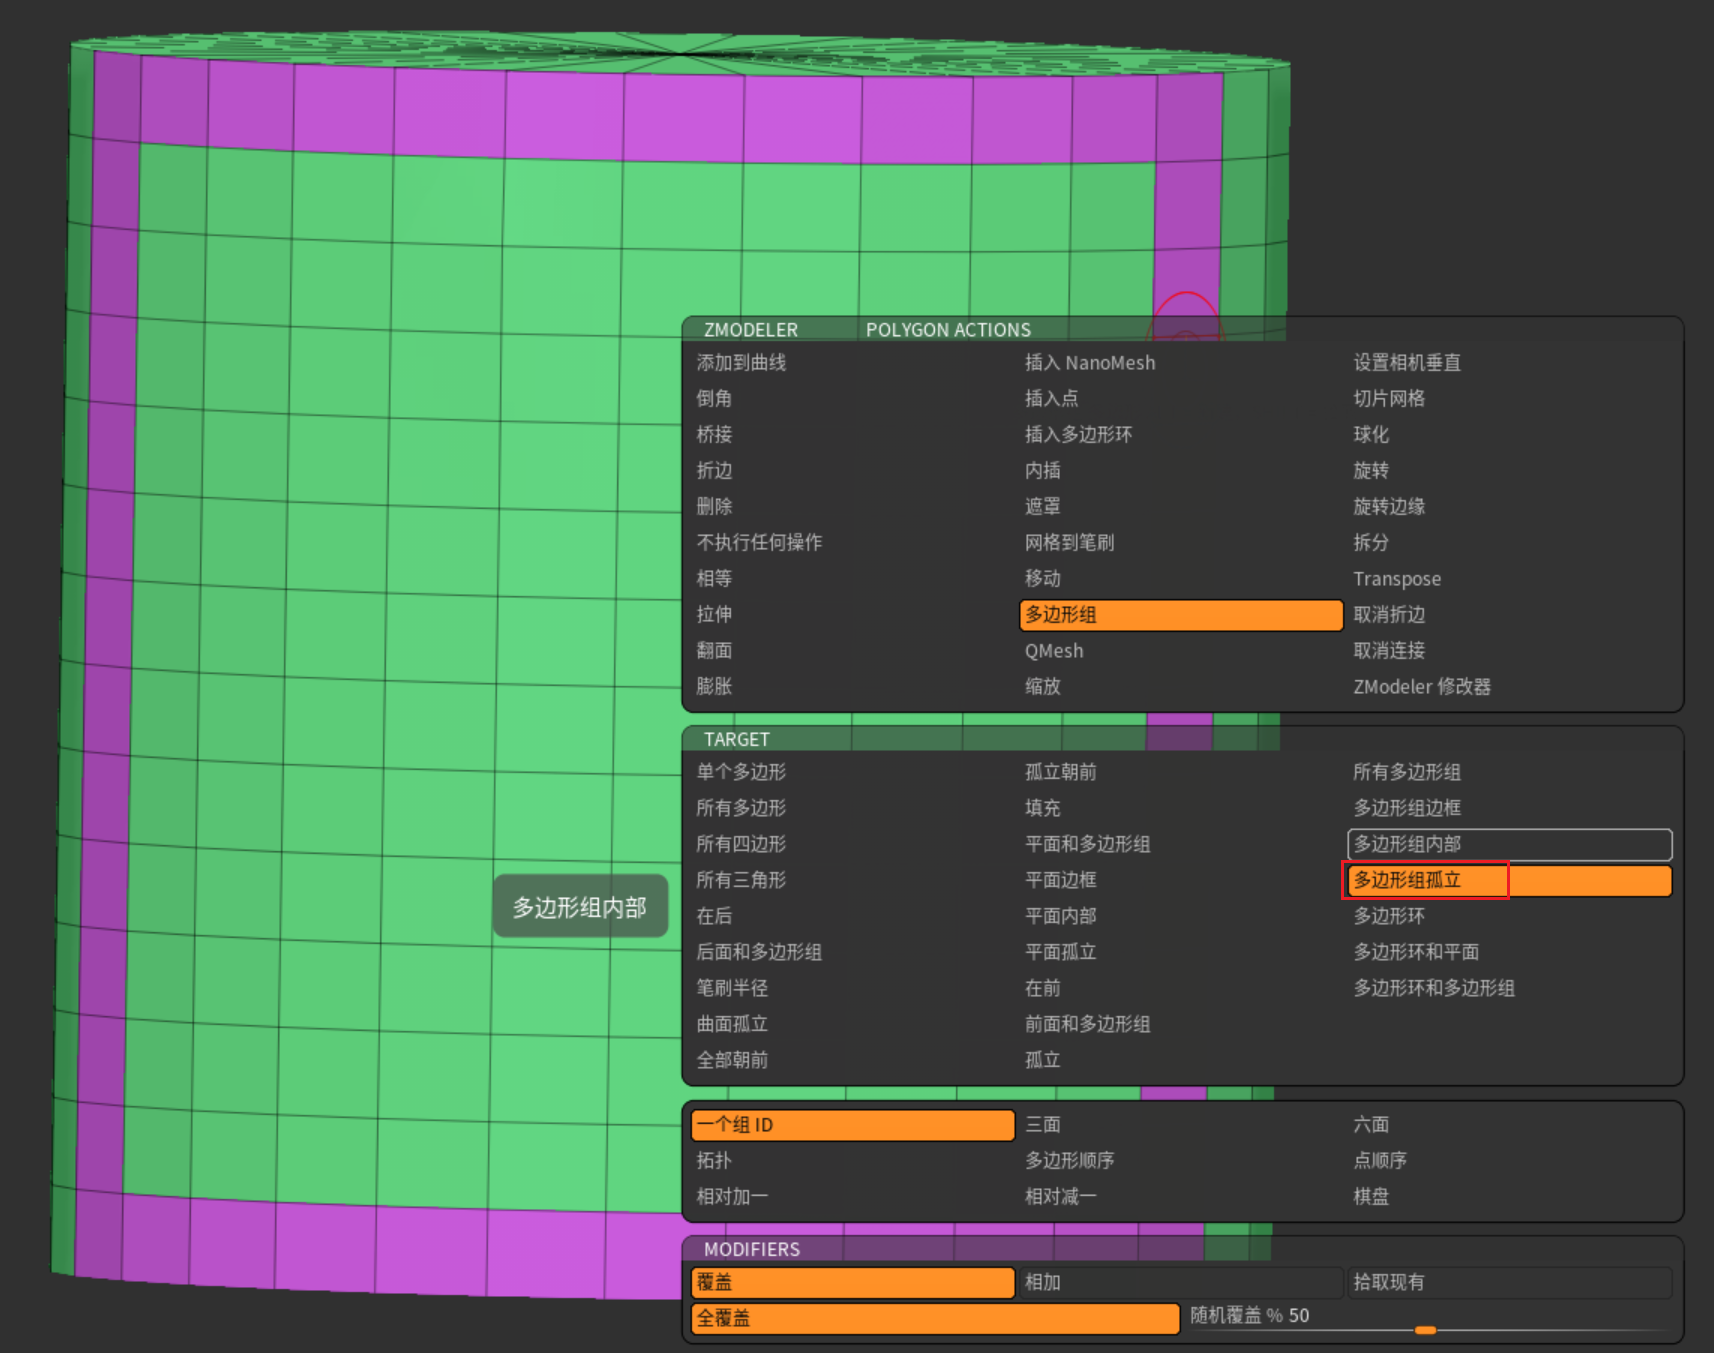 ZMODELER POLYGON ACTIONS
添加到曲线 插入 NanoMesh 设置相机垂直
倒角 插入点 切片网格
桥接 插入多边形环 球化
折边 内插 旋转
删除 遮罩 旋转边缘
不执行任何操作 网格到笔刷 拆分
相等 移动 Transpose
拉伸 多边形组 取消折边
翻面 QMesh 取消连接
膨胀 缩放 ZModeler 修改器
TARGET
单个多边形 孤立朝前 所有多边形组
所有多边形 填充 多边形组边框
所有四边形 平面和多边形组 多边形组内部
所有三角形 平面边框 多边形组孤立
多边形组内部
在后 平面内部 多边形环
后面和多边形组 平面孤立 多边形环和平面
笔刷半径 在前 多边形环和多边形组
曲面孤立 前面和多边形组
全部朝前 孤立
一个组 ID 三面 六面
拓扑 多边形顺序 点顺序
相对加一 相对减一 棋盘
MODIFIERS
覆盖 相加 拾取现有
全覆盖 随机覆盖 % 50